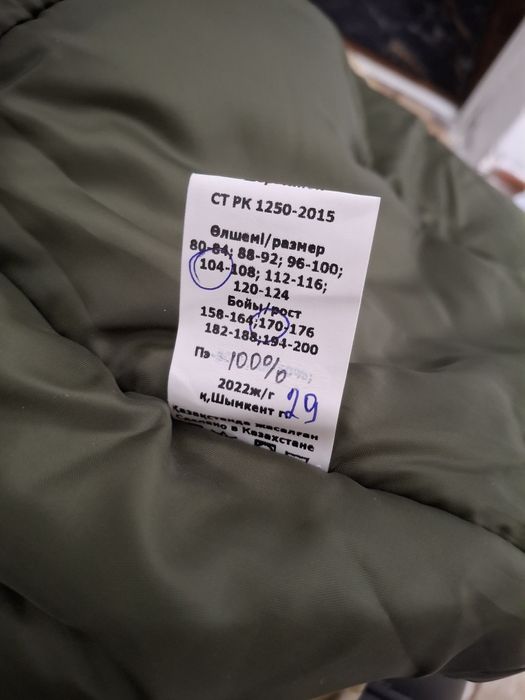 СТ РК 1250-2015
Өлшемі/размер
80-84; 88-92; 96-100;
104-108; 112-116;
120-124
Бойы/рост
158-164;170-176
182-188;194-200
Пэ 100%
2022ж/г
қ,Шымкент г 29
Қазақстанда жасалған
Сделано в Казахстане